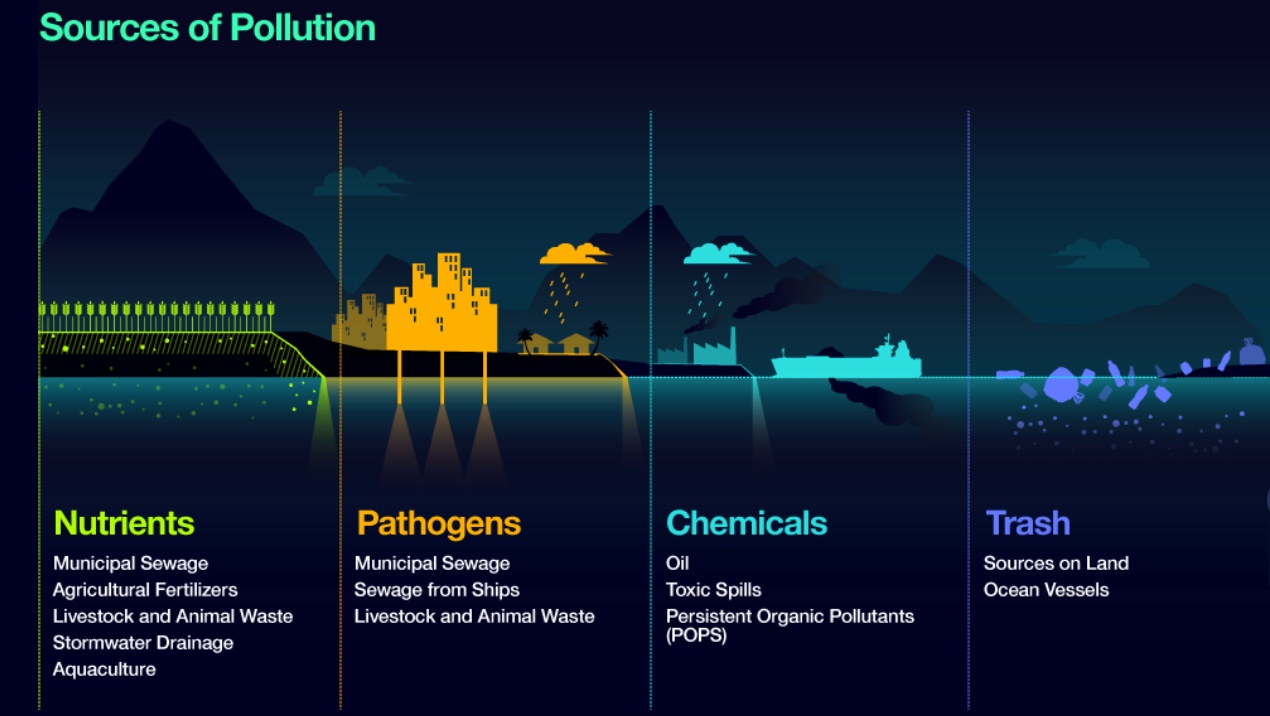 Sources of Pollution
Nutrients
Municipal Sewage
Agricultural Fertilizers
Livestock and Animal Waste
Stormwater Drainage
Aquaculture
Pathogens
Municipal Sewage
Sewage from Ships
Livestock and Animal Waste
Chemicals
Oil
Toxic Spills
Persistent Organic Pollutants
(POPS)
Trash
Sources on Land
Ocean Vessels